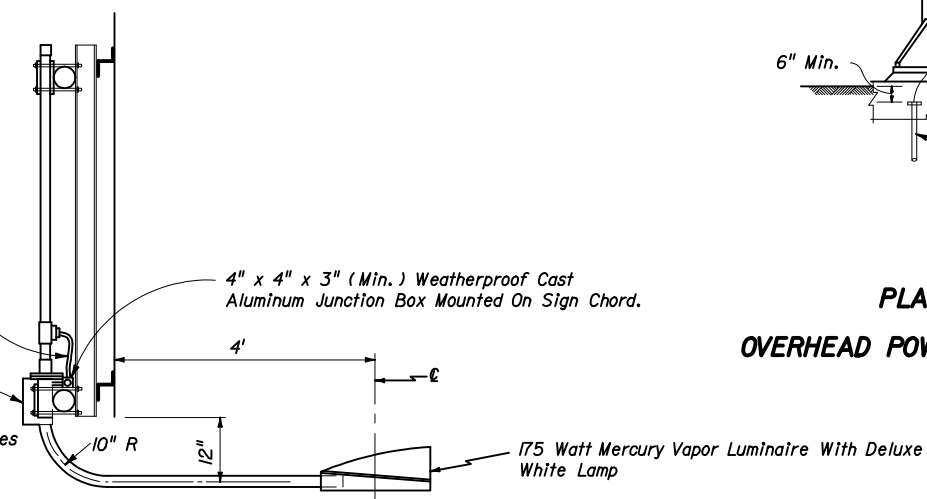 6" Min.
4" x 4" x 3" (Min.) Weatherproof Cast
Aluminum Junction Box Mounted On Sign Chord.
PLA
OVERHEAD POW
4'
℄
es
10" R
12"
175 Watt Mercury Vapor Luminaire With Deluxe
White Lamp